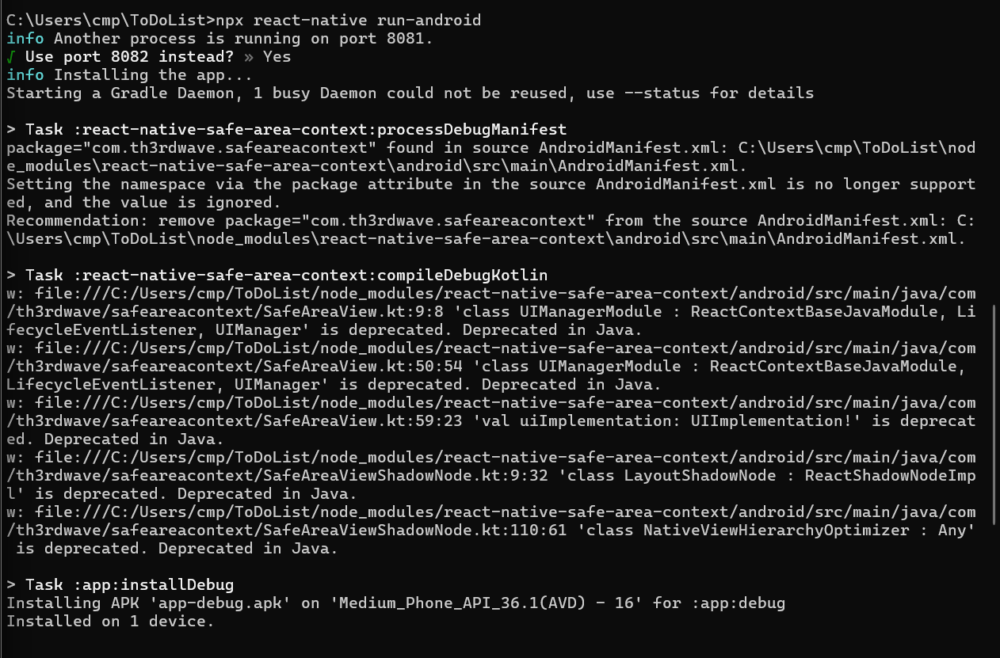 C:\Users\cmp\ToDoList>npx react-native run-android
info Another process is running on port 8081.
√ Use port 8082 instead? » Yes
info Installing the app...
Starting a Gradle Daemon, 1 busy Daemon could not be reused, use --status for details

> Task :react-native-safe-area-context:processDebugManifest
package="com.th3rdwave.safeareacontext" found in source AndroidManifest.xml: C:\Users\cmp\ToDoList\nod
e_modules\react-native-safe-area-context\android\src\main\AndroidManifest.xml.
Setting the namespace via the package attribute in the source AndroidManifest.xml is no longer support
ed, and the value is ignored.
Recommendation: remove package="com.th3rdwave.safeareacontext" from the source AndroidManifest.xml: C:
\Users\cmp\ToDoList\node_modules\react-native-safe-area-context\android\src\main\AndroidManifest.xml.

> Task :react-native-safe-area-context:compileDebugKotlin
w: file:///C:/Users/cmp/ToDoList/node_modules/react-native-safe-area-context/android/src/main/java/com
/th3rdwave/safeareacontext/SafeAreaView.kt:9:8 'class UIManagerModule : ReactContextBaseJavaModule, Li
fecycleEventListener, UIManager' is deprecated. Deprecated in Java.
w: file:///C:/Users/cmp/ToDoList/node_modules/react-native-safe-area-context/android/src/main/java/com
/th3rdwave/safeareacontext/SafeAreaView.kt:50:54 'class UIManagerModule : ReactContextBaseJavaModule,
LifecycleEventListener, UIManager' is deprecated. Deprecated in Java.
w: file:///C:/Users/cmp/ToDoList/node_modules/react-native-safe-area-context/android/src/main/java/com
/th3rdwave/safeareacontext/SafeAreaView.kt:59:23 'val uiImplementation: UIImplementation!' is deprecat
ed. Deprecated in Java.
w: file:///C:/Users/cmp/ToDoList/node_modules/react-native-safe-area-context/android/src/main/java/com
/th3rdwave/safeareacontext/SafeAreaViewShadowNode.kt:9:32 'class LayoutShadowNode : ReactShadowNodeImp
l' is deprecated. Deprecated in Java.
w: file:///C:/Users/cmp/ToDoList/node_modules/react-native-safe-area-context/android/src/main/java/com
/th3rdwave/safeareacontext/SafeAreaViewShadowNode.kt:110:61 'class NativeViewHierarchyOptimizer : Any'
 is deprecated. Deprecated in Java.

> Task :app:installDebug
Installing APK 'app-debug.apk' on 'Medium_Phone_API_36.1(AVD) - 16' for :app:debug
Installed on 1 device.